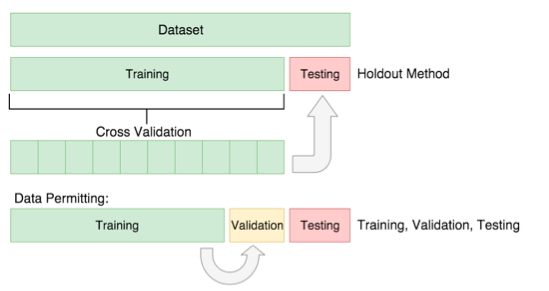 Dataset
Training Testing Holdout Method
Cross Validation
Data Permitting:
Training Validation Testing Training, Validation, Testing